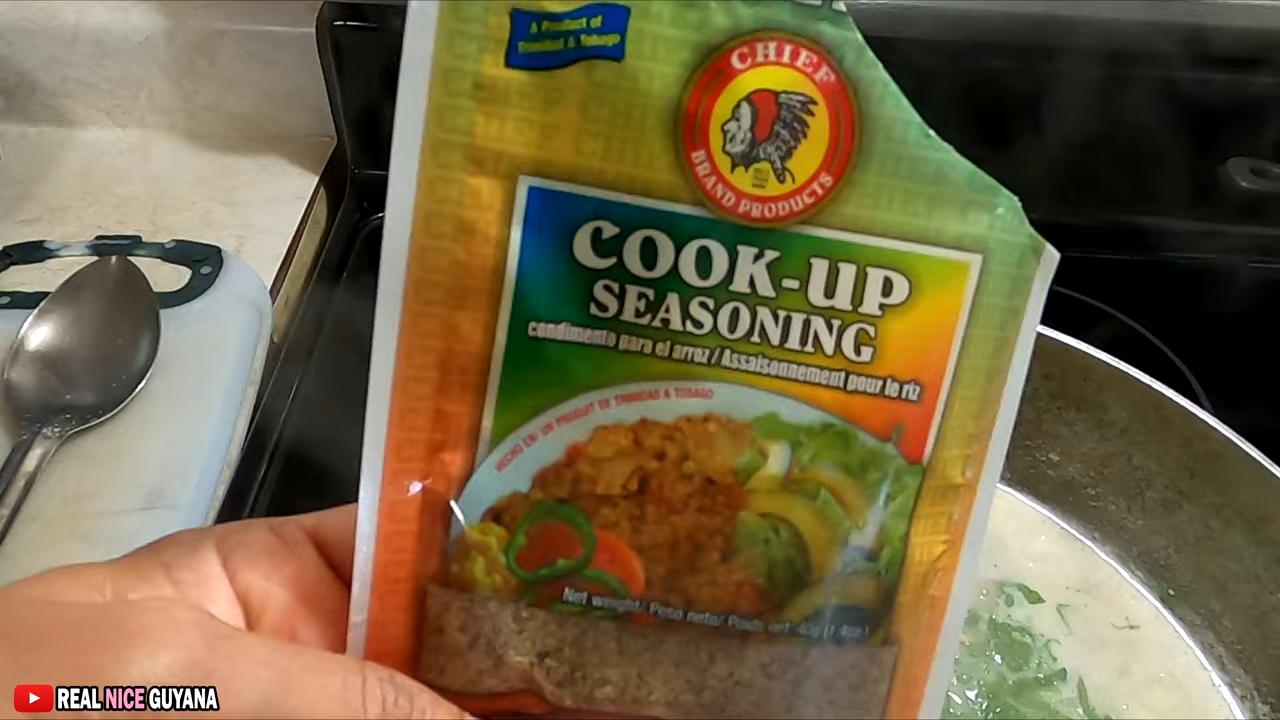 A Product of
Trinidad & Tobago
CHIEF
BRAND PRODUCTS
COOK-UP
SEASONING
condimento para el arroz / Assaisonnement pour le riz
HECHO EN/ UN PRODUIT DE TRINIDAD & TOBAGO
Net weight/ Peso neto/ Poids net 40g (1.4oz)
REAL NICE GUYANA